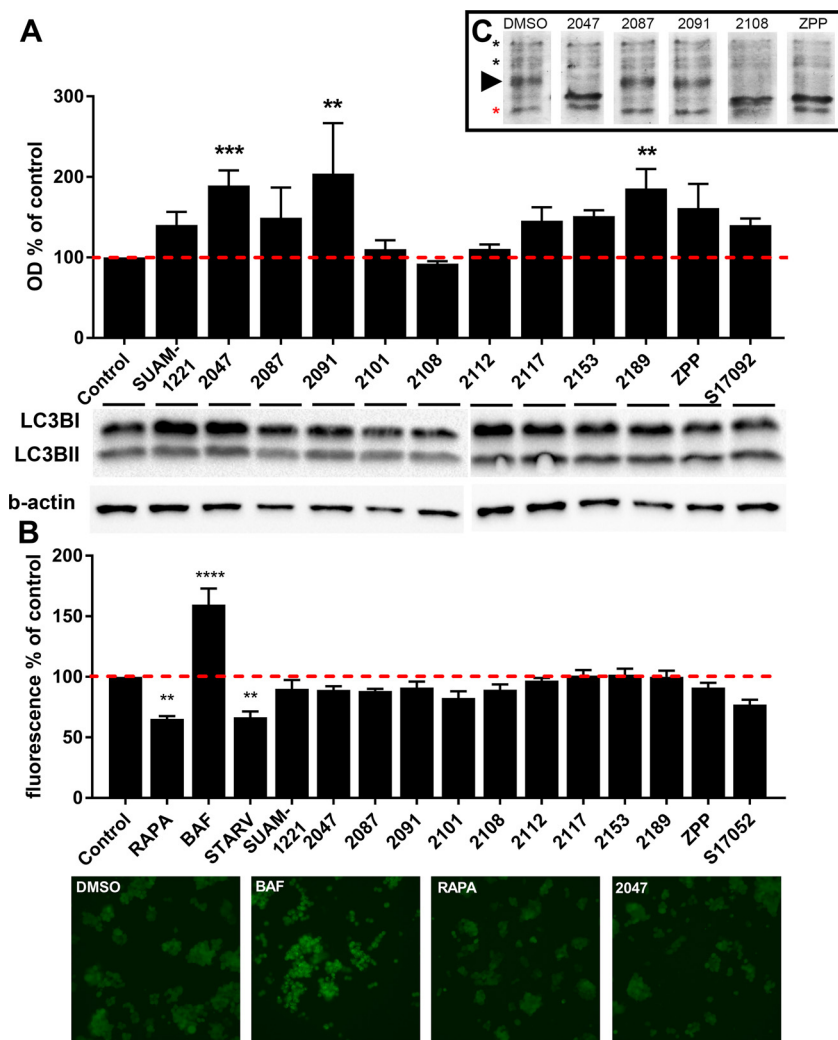 A
C
DMSO 2047 2087 2091 2108 ZPP
*
*
*
300
200
100
0
OD % of control
***
**
**
Control
SUAM-
1221
2047
2087
2091
2101
2108
2112
2117
2153
2189
ZPP
S17092
LC3BI
LC3BII
b-actin
B
200
150
100
50
0
fluorescence % of control
**
****
**
Control
RAPA
BAF
STARV
SUAM-
1221
2047
2087
2091
2101
2108
2112
2117
2153
2189
ZPP
S17052
DMSO BAF RAPA 2047